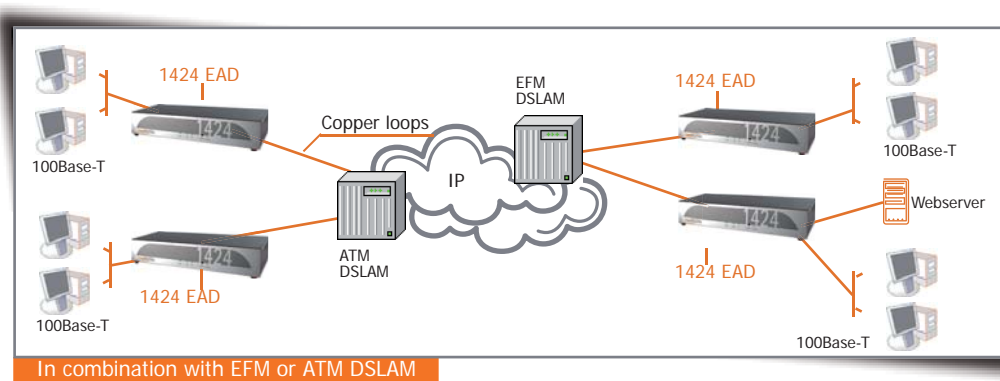 1424 EAD
1424
100Base-T
Copper loops
EFM
DSLAM
IP
ATM
DSLAM
1424 EAD
1424
100Base-T
1424
1424 EAD
100Base-T
1424
Webserver
1424 EAD
100Base-T
100Base-T
In combination with EFM or ATM DSLAM